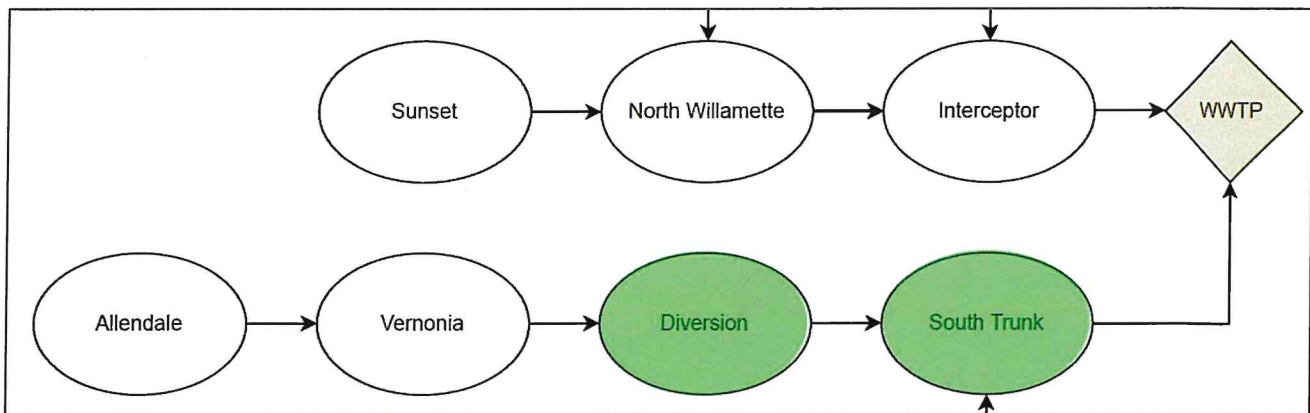 Sunset
North Willamette
Interceptor
WWTP
Allendale
Vernonia
Diversion
South Trunk